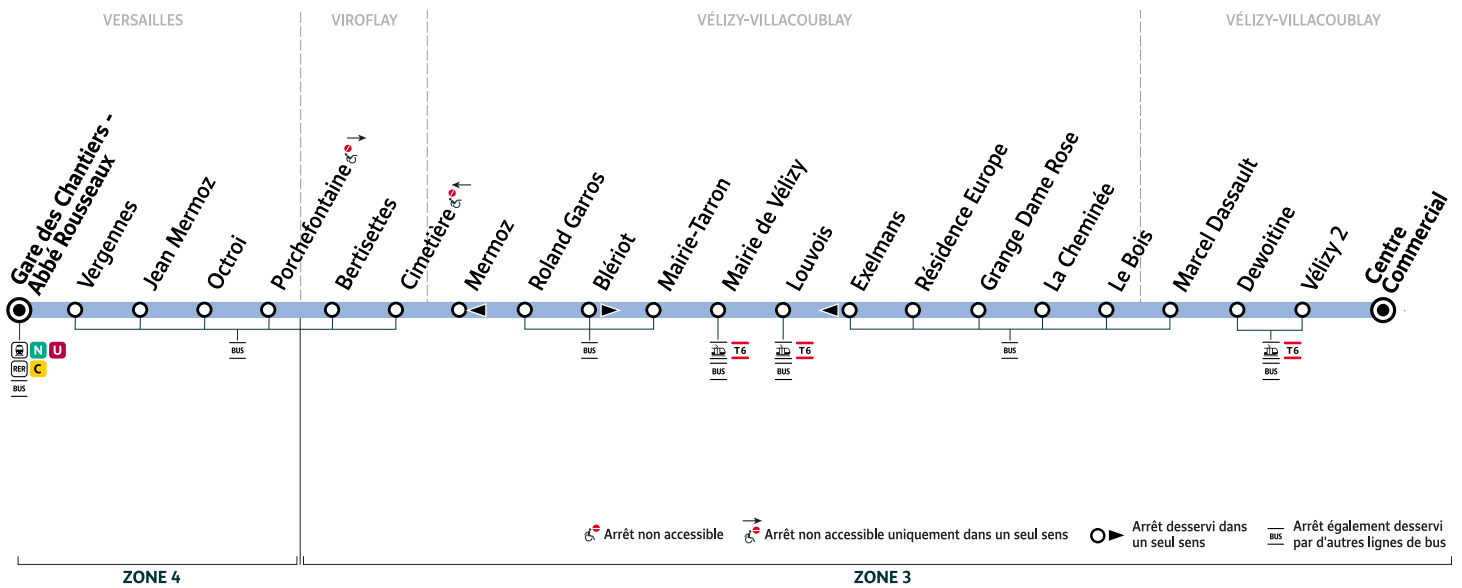 VERSAILLES
VIROFLAY
VÉLIZY-VILLACOUBLAY
VÉLIZY-VILLACOUBLAY
Gare des Chantiers -
Abbé Rousseaux
Vergennes
Jean Mermoz
Octroi
Porchefontaine
Bertisettes
Cimetière
Mermoz
Roland Garros
Blériot
Mairie-Tarron
Mairie de Vélizy
Louvois
Exelmans
Résidence Europe
Grange Dame Rose
La Cheminée
Le Bois
Marcel Dassault
Dewoitine
Vélizy 2
Centre
Commercial
N U
RER C
BUS
BUS
BUS
T6
BUS
T6
BUS
BUS
T6
BUS
Arrêt non accessible
Arrêt non accessible uniquement dans un seul sens
Arrêt desservi dans
un seul sens
BUS
Arrêt également desservi
par d'autres lignes de bus
ZONE 4
ZONE 3